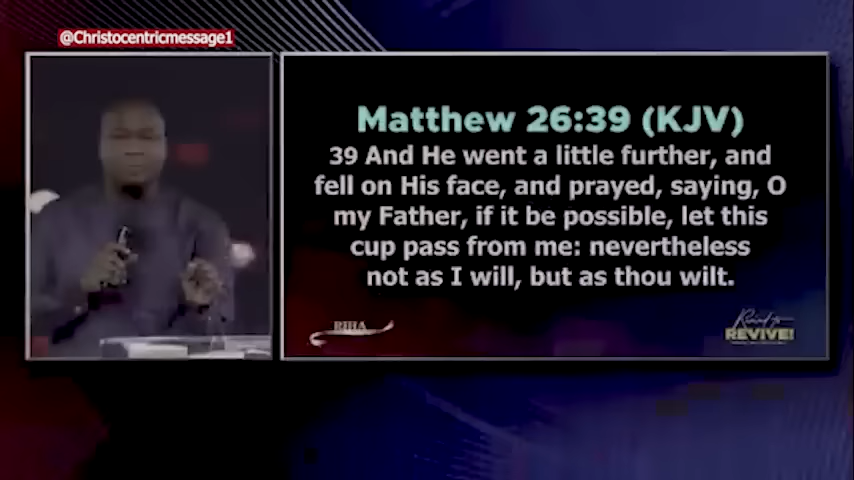 @Christocentricmessage1
Matthew 26:39 (KJV)
39 And He went a little further, and
fell on His face, and prayed, saying, O
my Father, if it be possible, let this
cup pass from me: nevertheless
not as I will, but as thou wilt.
REVIVE!